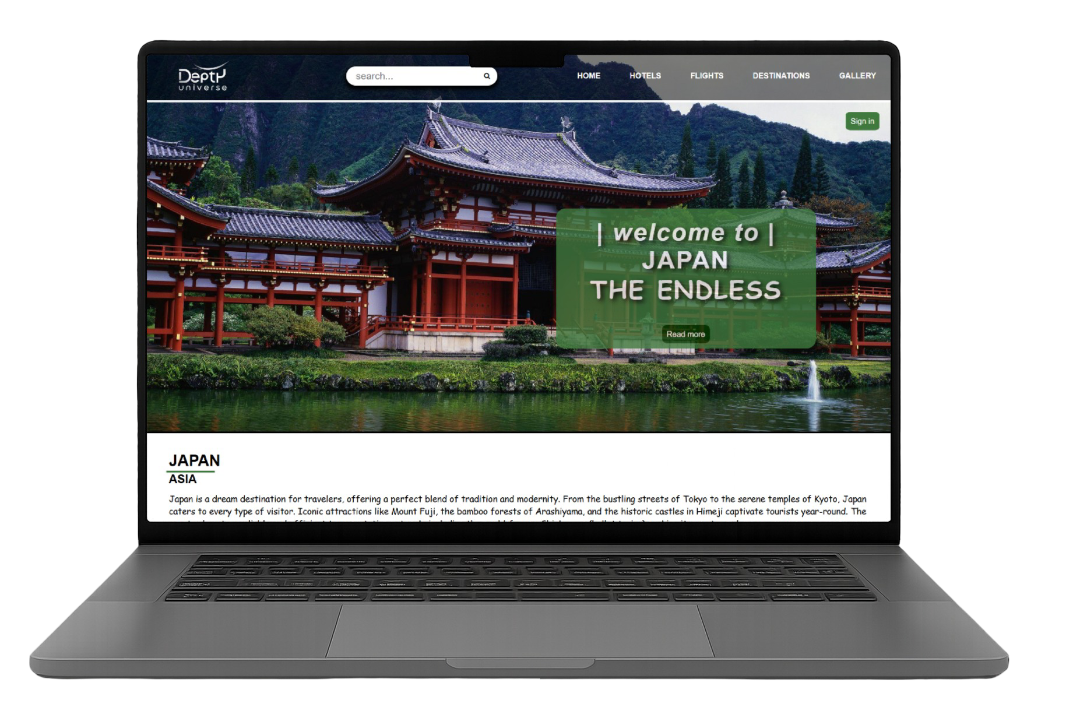 Depty
universe
search...
HOME HOTELS FLIGHTS DESTINATIONS GALLERY
Sign in
| welcome to |
JAPAN
THE ENDLESS
Read more
JAPAN
ASIA
Japan is a dream destination for travelers, offering a perfect blend of tradition and modernity. From the bustling streets of Tokyo to the serene temples of Kyoto, Japan
caters to every type of visitor. Iconic attractions like Mount Fuji, the bamboo forests of Arashiyama, and the historic castles in Himeji captivate tourists year-round. The